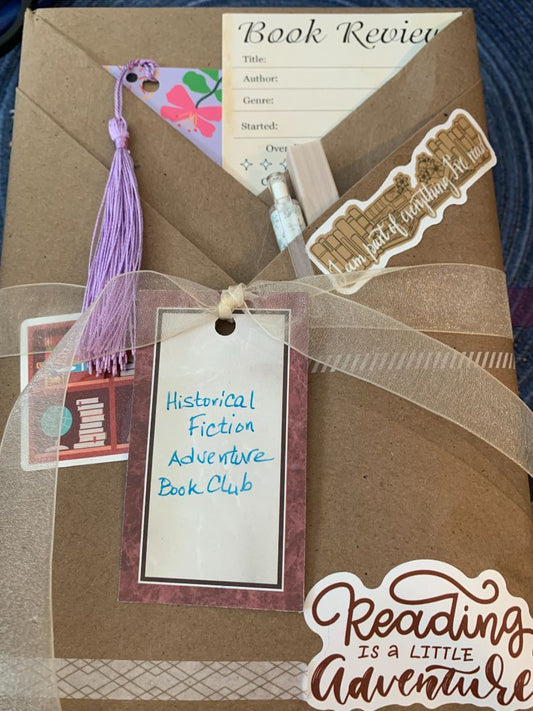 Book Review
Title:
Author:
Genre:
Started:
Over
I am part of everything I've read
Historical
Fiction
Adventure
Book Club
Reading
IS A LITTLE
Adventure